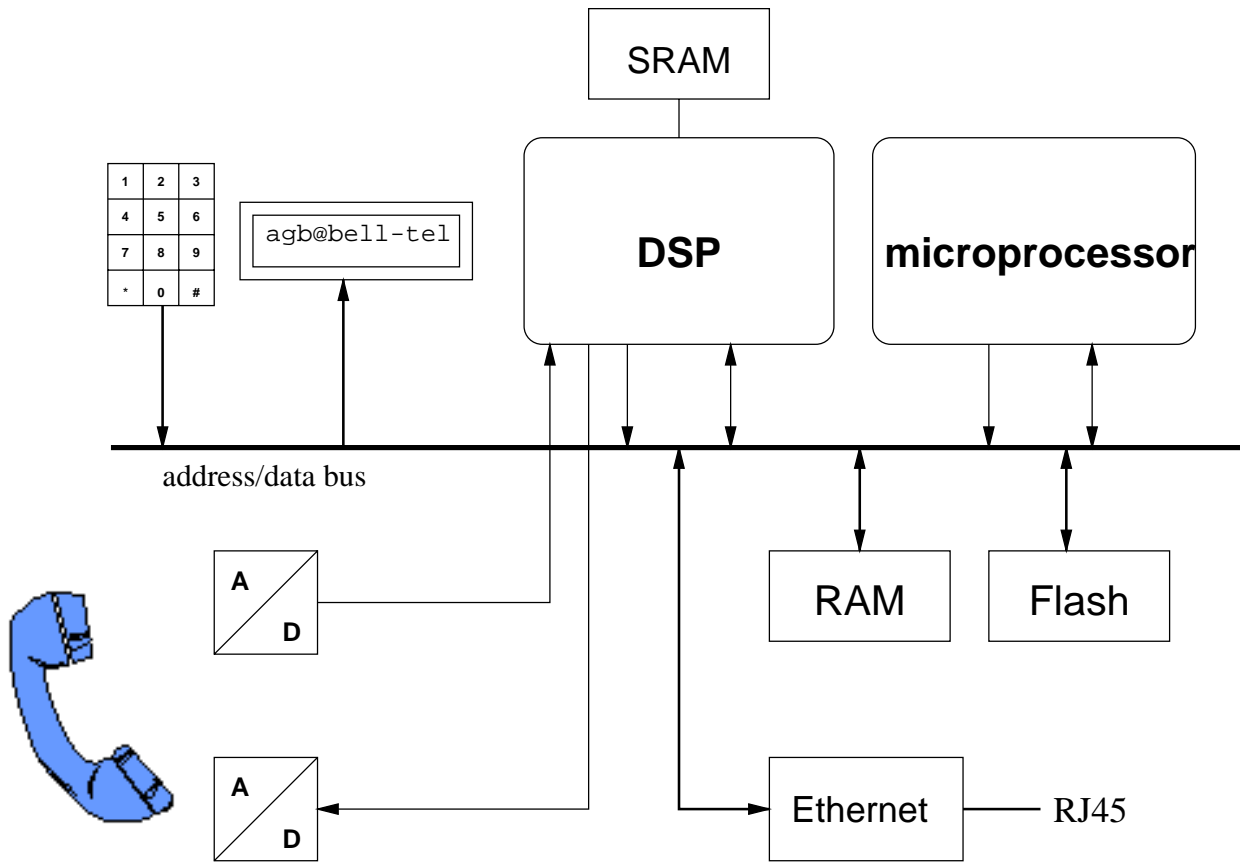 SRAM
1 2 3
4 5 6
7 8 9
* 0 #
agb@bell-tel
DSP
microprocessor
address/data bus
A
D
RAM
Flash
A
D
Ethernet
RJ45